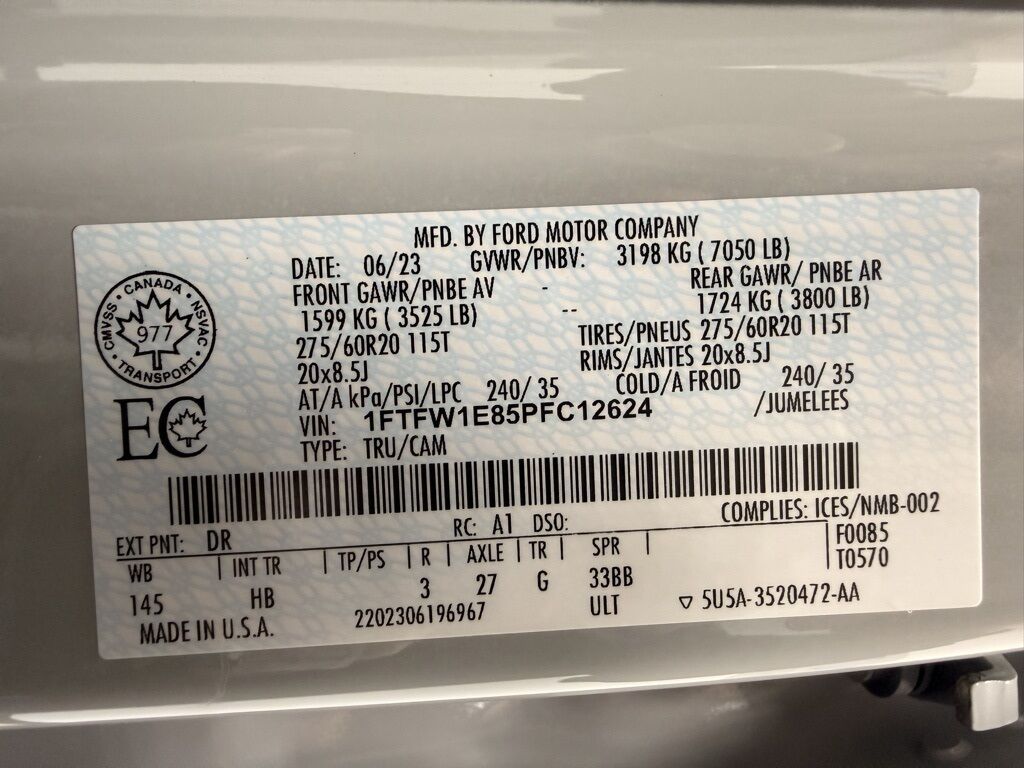 MFD. BY FORD MOTOR COMPANY
DATE: 06/23 GVWR/PNBV: 3198 KG ( 7050 LB)
FRONT GAWR/PNBE AV - REAR GAWR/ PNBE AR
1599 KG ( 3525 LB) -- 1724 KG ( 3800 LB)
275/60R20 115T TIRES/PNEUS 275/60R20 115T
20x8.5J RIMS/JANTES 20x8.5J
AT/A kPa/PSI/LPC 240/ 35 COLD/A FROID 240/ 35
VIN: 1FTFW1E85PFC12624 /JUMELEES
TYPE: TRU/CAM
CMVSS · CANADA · NSVAC · TRANSPORT ·
977
EC
COMPLIES: ICES/NMB-002
EXT PNT: DR RC: A1 DSO: F0085
WB | INT TR | TP/PS | R | AXLE | TR | SPR | T0570
145 HB 3 27 G 33BB
MADE IN U.S.A. 2202306196967 ULT ▽ 5U5A-3520472-AA